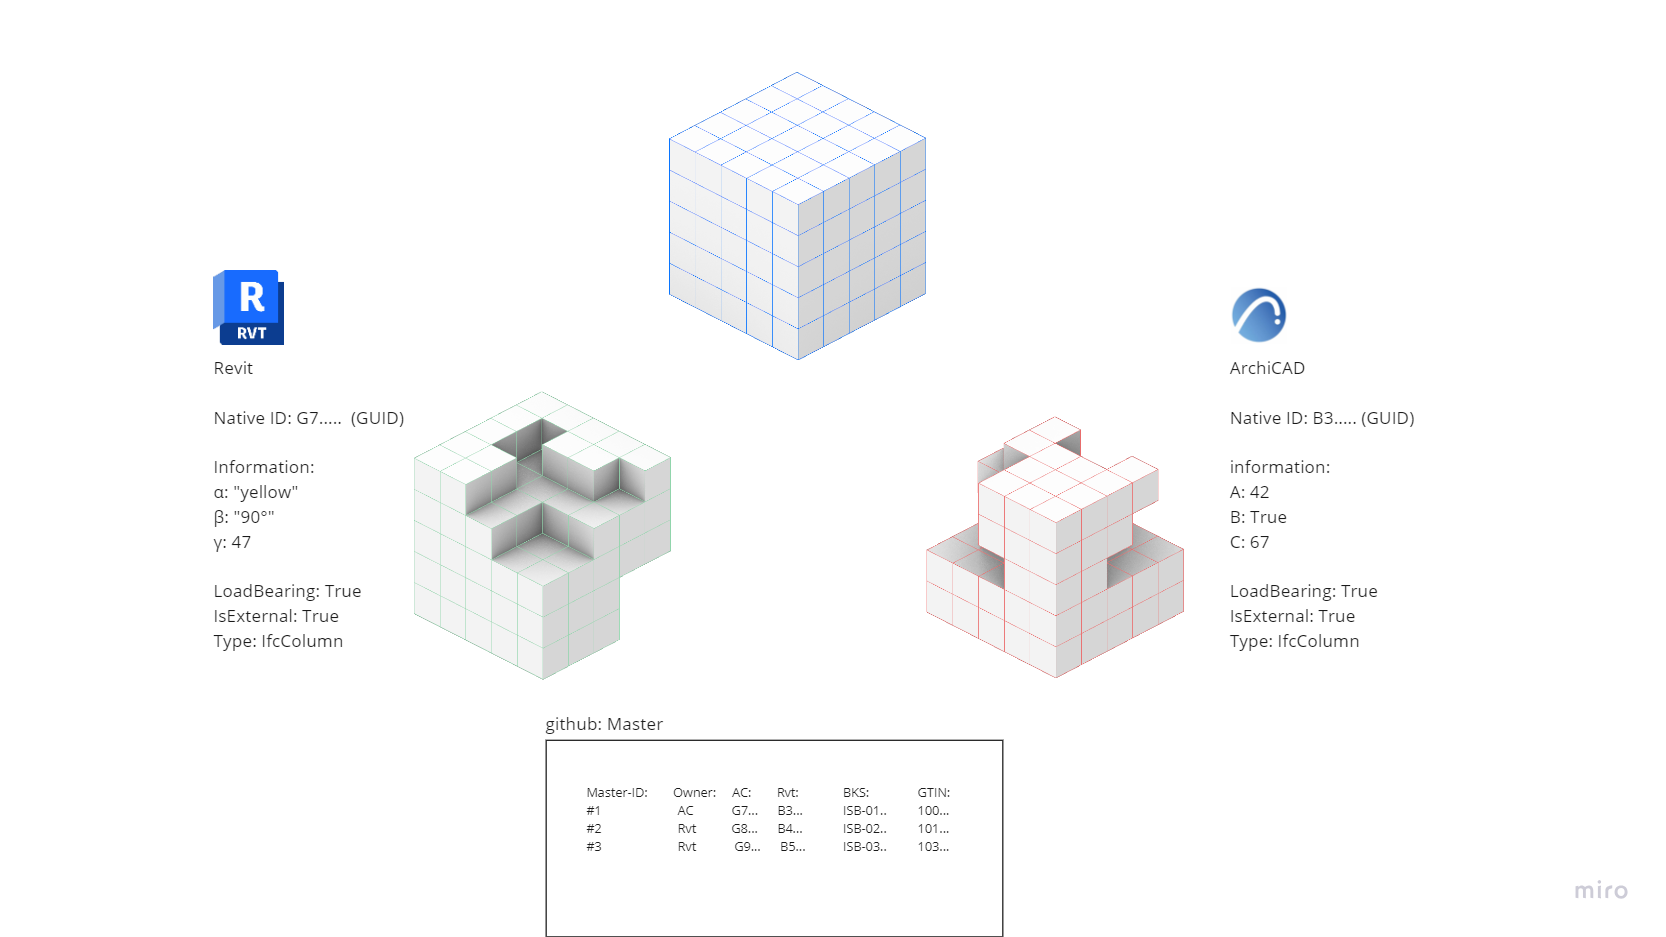 R
RVT
Revit
Native ID: G7..... (GUID)
Information:
α: "yellow"
β: "90°"
γ: 47
LoadBearing: True
IsExternal: True
Type: IfcColumn
ArchiCAD
Native ID: B3..... (GUID)
information:
A: 42
B: True
C: 67
LoadBearing: True
IsExternal: True
Type: IfcColumn
github: Master
Master-ID: Owner: AC: Rvt: BKS: GTIN:
#1 AC G7... B3... ISB-01.. 100...
#2 Rvt G8... B4... ISB-02.. 101...
#3 Rvt G9... B5... ISB-03.. 103...
miro